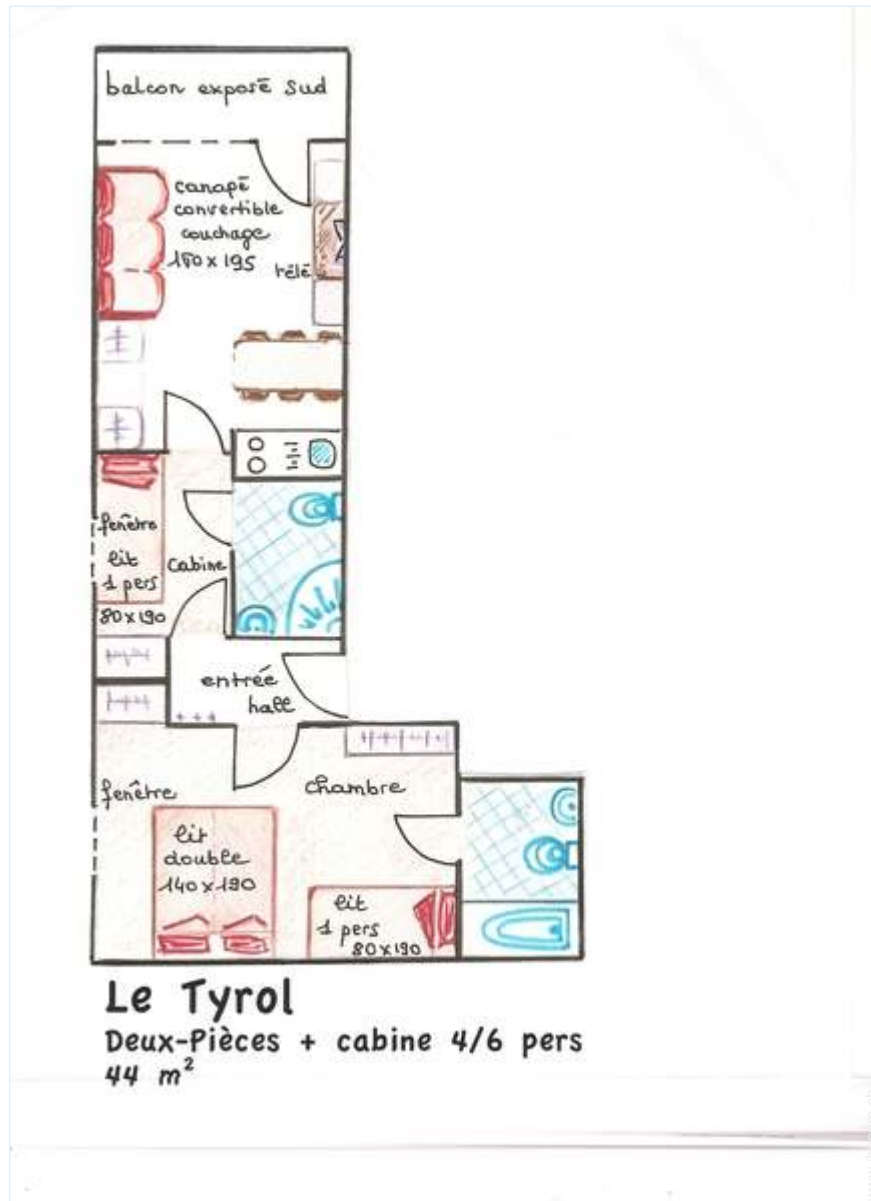 balcon exposé sud
canapé
convertible
couchage
160 x 195
télé
fenêtre
lit
1 pers
80 x 190
cabine
entrée
hall
fenêtre
chambre
lit
double
140 x 190
lit
1 pers
80 x 190
Le Tyrol
Deux-Pièces + cabine 4/6 pers
44 m²